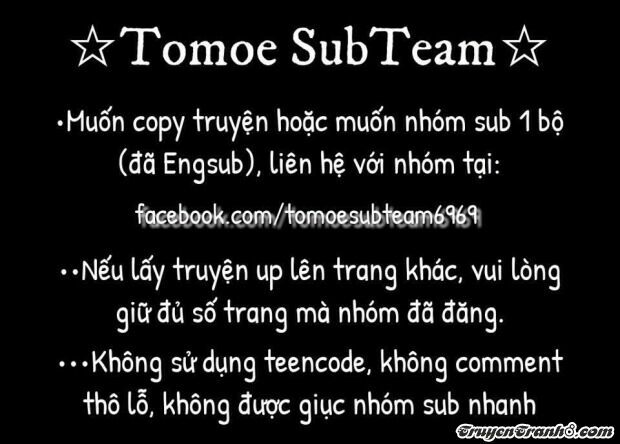 ☆Tomoe SubTeam☆
•Muốn copy truyện hoặc muốn nhóm sub 1 bộ
(đã Engsub), liên hệ với nhóm tại:
facebook.com/tomoesubteam6969
••Nếu lấy truyện up lên trang khác, vui lòng
giữ đủ số trang mà nhóm đã đăng.
•••Không sử dụng teencode, không comment
thô lỗ, không được giục nhóm sub nhanh
TruyenTranh8.com